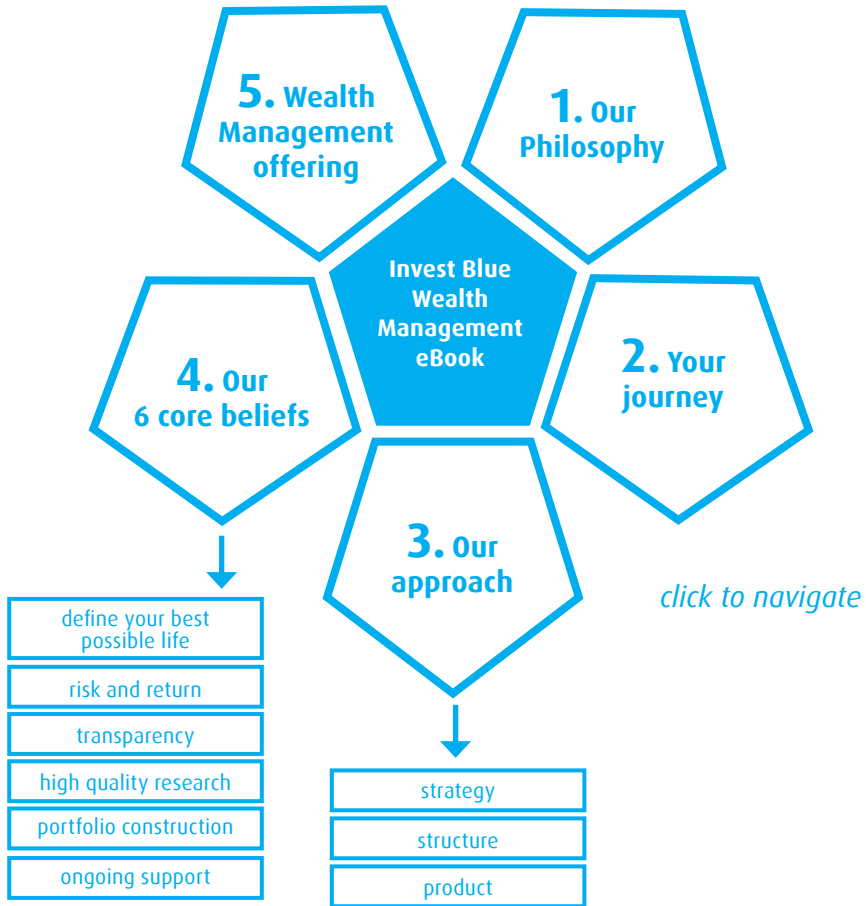 5. Wealth
Management
offering
1. Our
Philosophy
Invest Blue
Wealth
Management
eBook
4. Our
6 core beliefs
2. Your
journey
3. Our
approach
click to navigate
define your best
possible life
risk and return
transparency
high quality research
portfolio construction
ongoing support
strategy
structure
product